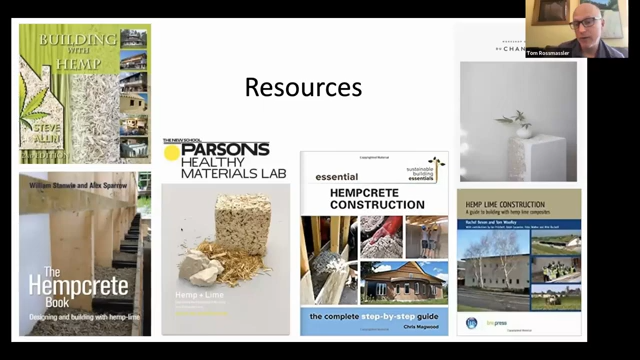 Tom Rossmassler
BUILDING
WITH
HEMP
STEVE
ALLIN
EDITION
Resources
THE NEW SCHOOL
PARSONS
HEALTHY
MATERIALS LAB
Hemp + Lime
essential
sustainable
building
essentials
HEMPCRETE
CONSTRUCTION
the complete step-by-step guide
Chris Magwood
William Stanwix and Alex Sparrow
The
Hempcrete
Book
Designing and building with hemp-lime
HEMP LIME CONSTRUCTION
A guide to building with hemp lime composites
Rachel Bevan and Tom Woolley
press